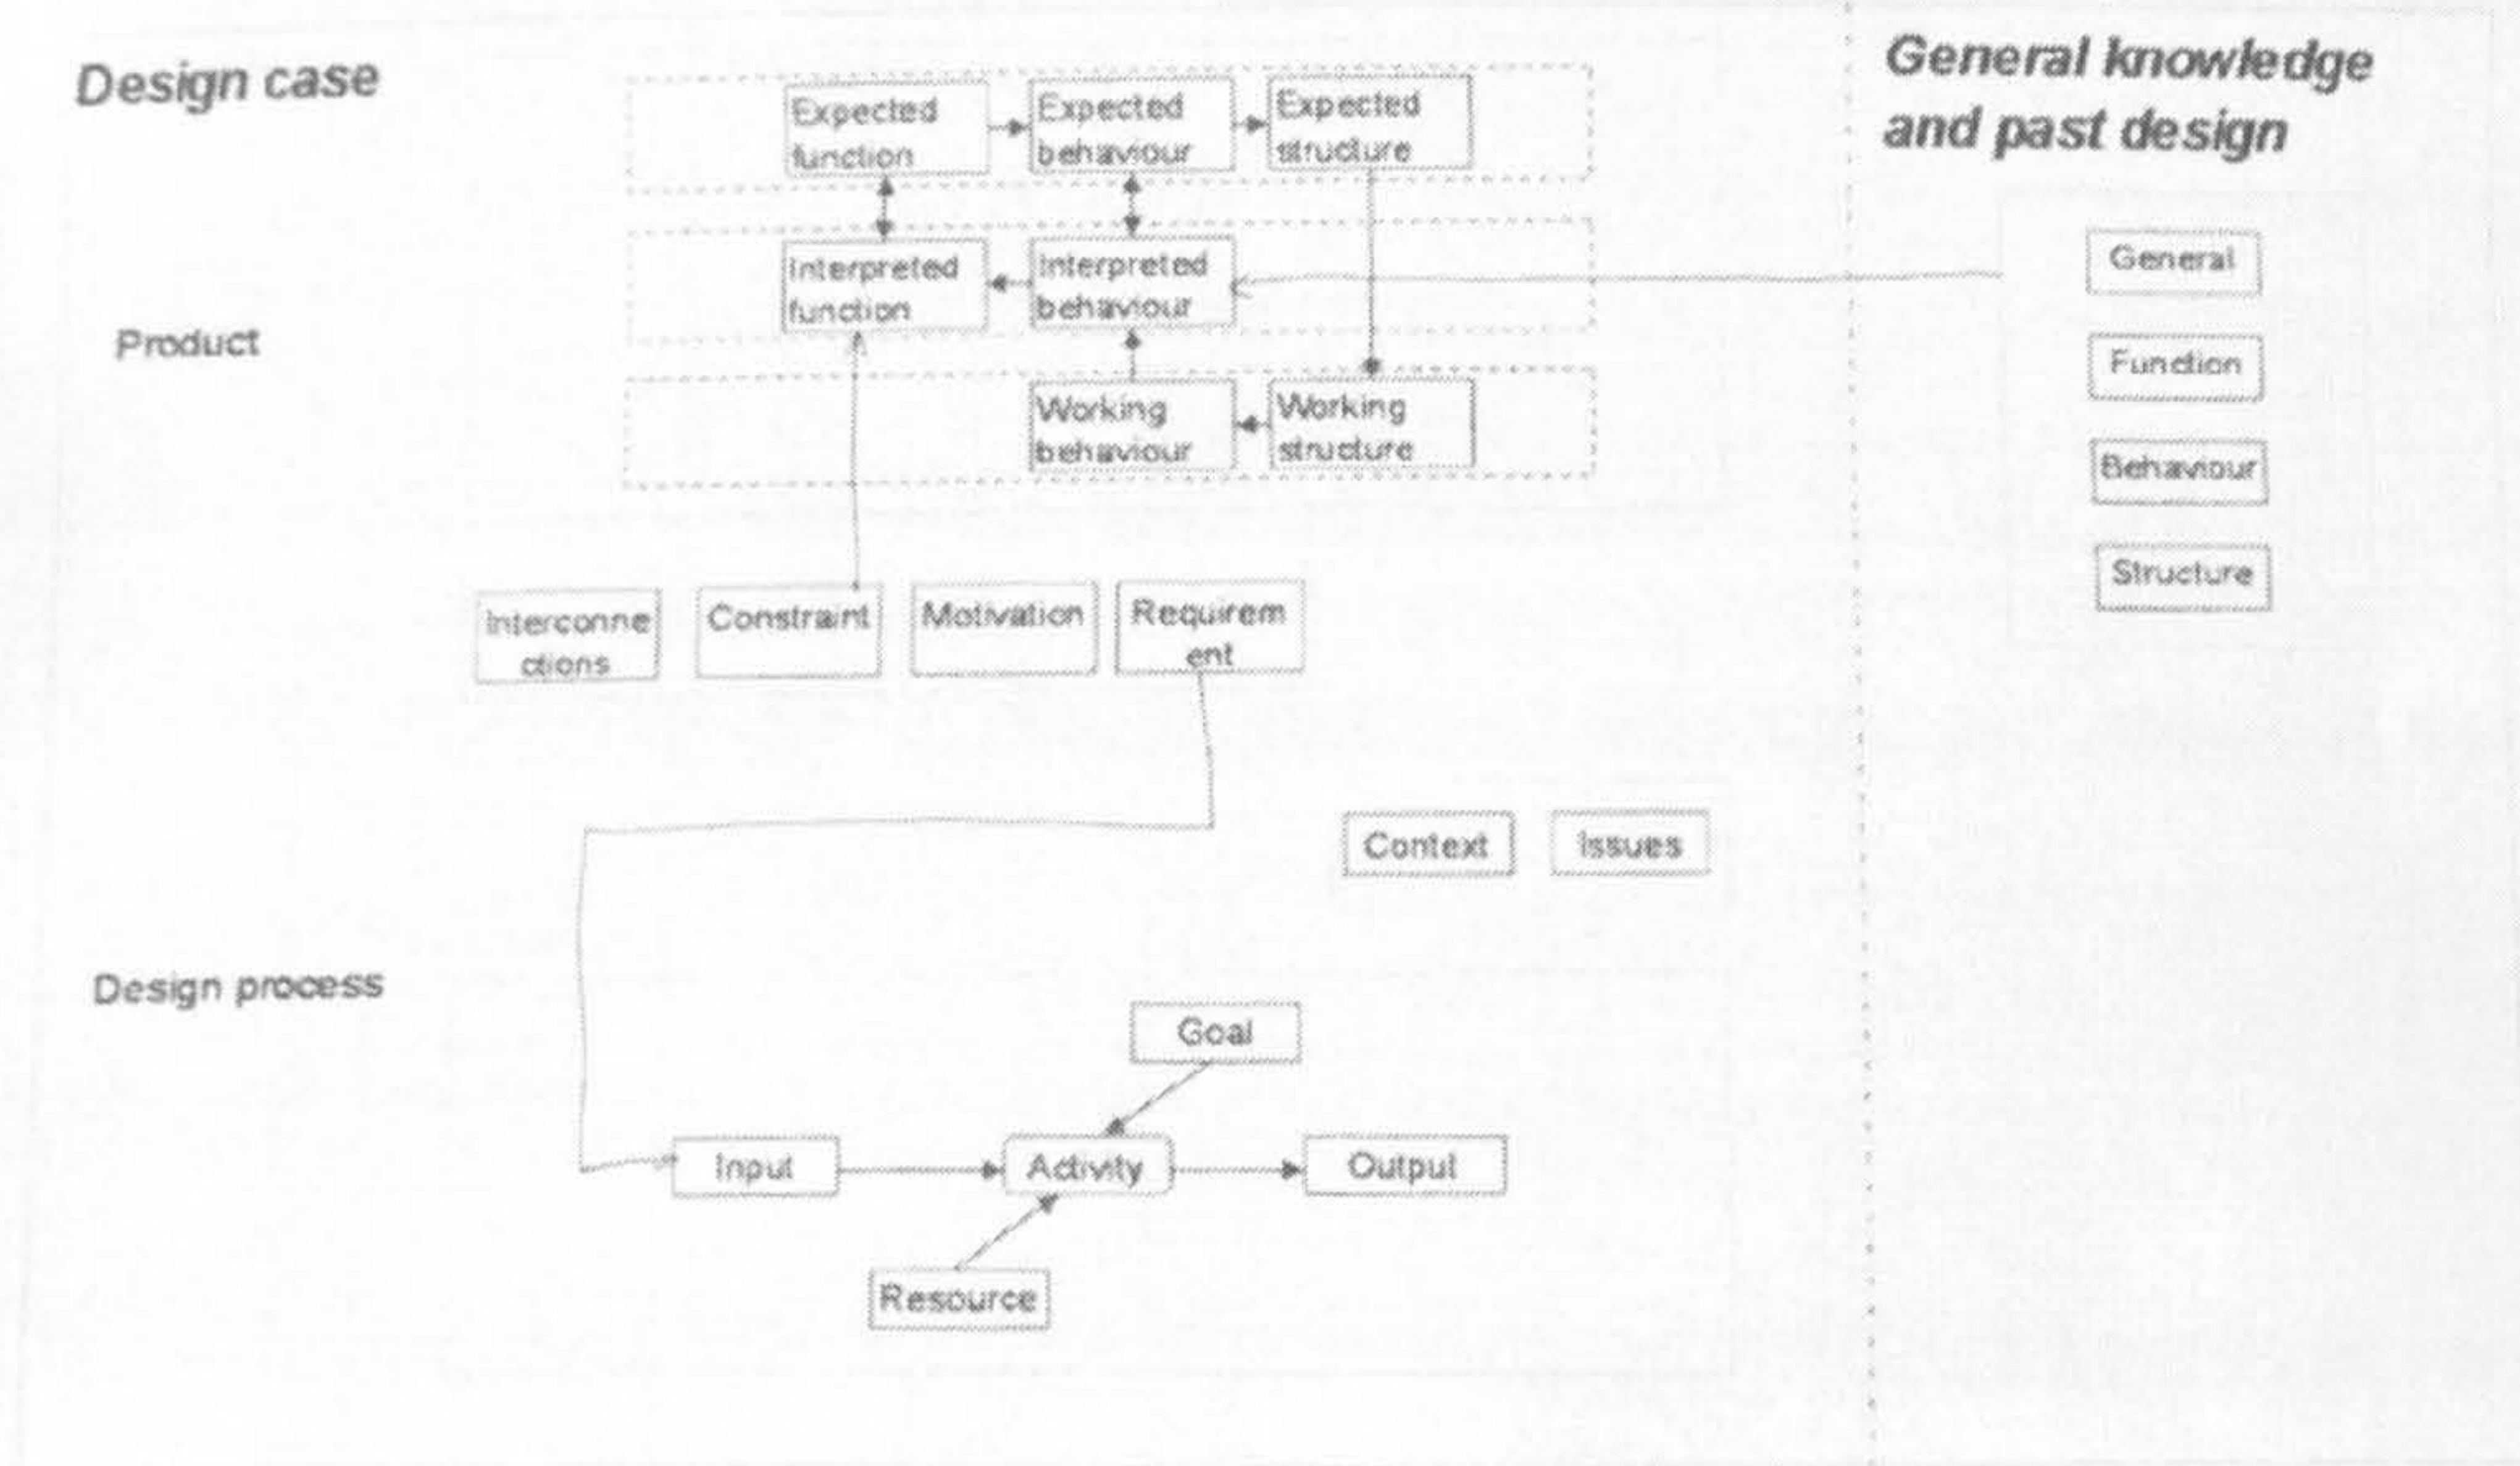 Design case
General knowledge
and past design
Expected
function
Expected
behaviour
Expected
structure
Interpreted
function
Interpreted
behaviour
Working
behaviour
Working
structure
Product
General
Function
Behaviour
Structure
Interconne
ctions
Constraint
Motivation
Requirem
ent
Context
Issues
Design process
Goal
Input
Activity
Output
Resource